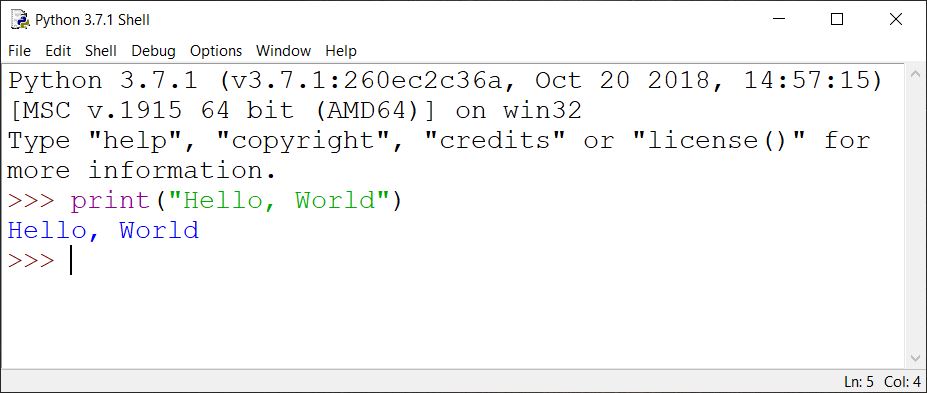 Python 3.7.1 Shell
File Edit Shell Debug Options Window Help
Python 3.7.1 (v3.7.1:260ec2c36a, Oct 20 2018, 14:57:15)
[MSC v.1915 64 bit (AMD64)] on win32
Type "help", "copyright", "credits" or "license()" for
more information.
>>> print("Hello, World")
Hello, World
>>>
Ln: 5 Col: 4